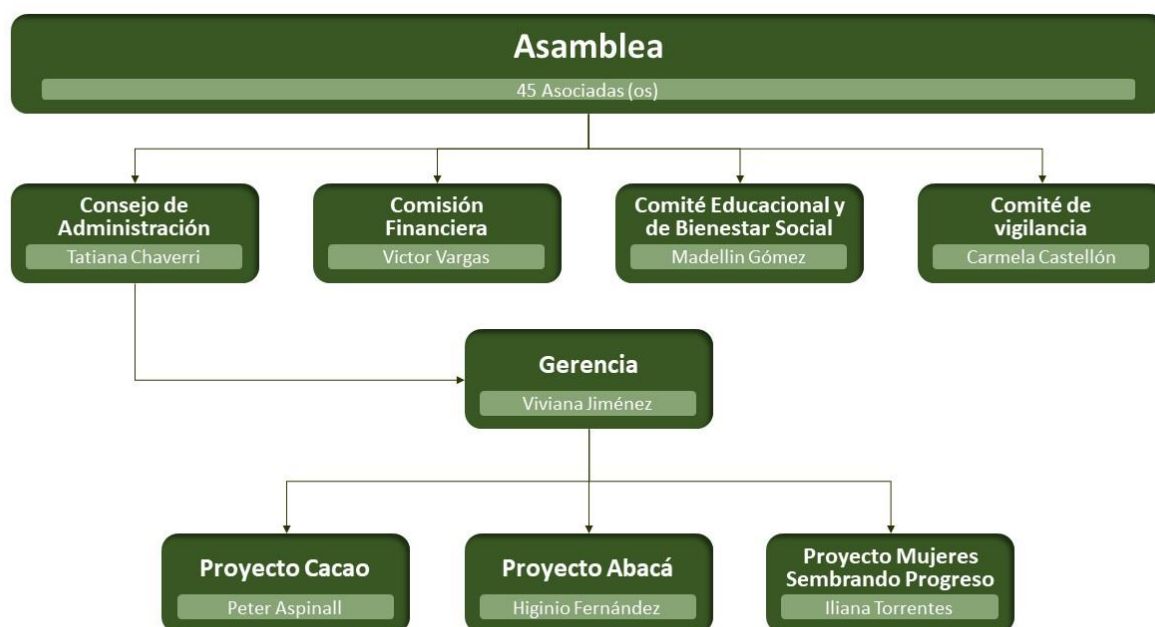 Asamblea
45 Asociadas (os)
Consejo de
Administración
Tatiana Chaverri
Comisión
Financiera
Victor Vargas
Comité Educacional y
de Bienestar Social
Madellin Gómez
Comité de
vigilancia
Carmela Castellón
Gerencia
Viviana Jiménez
Proyecto Cacao
Peter Aspinall
Proyecto Abacá
Higinio Fernández
Proyecto Mujeres
Sembrando Progreso
Iliana Torrentes